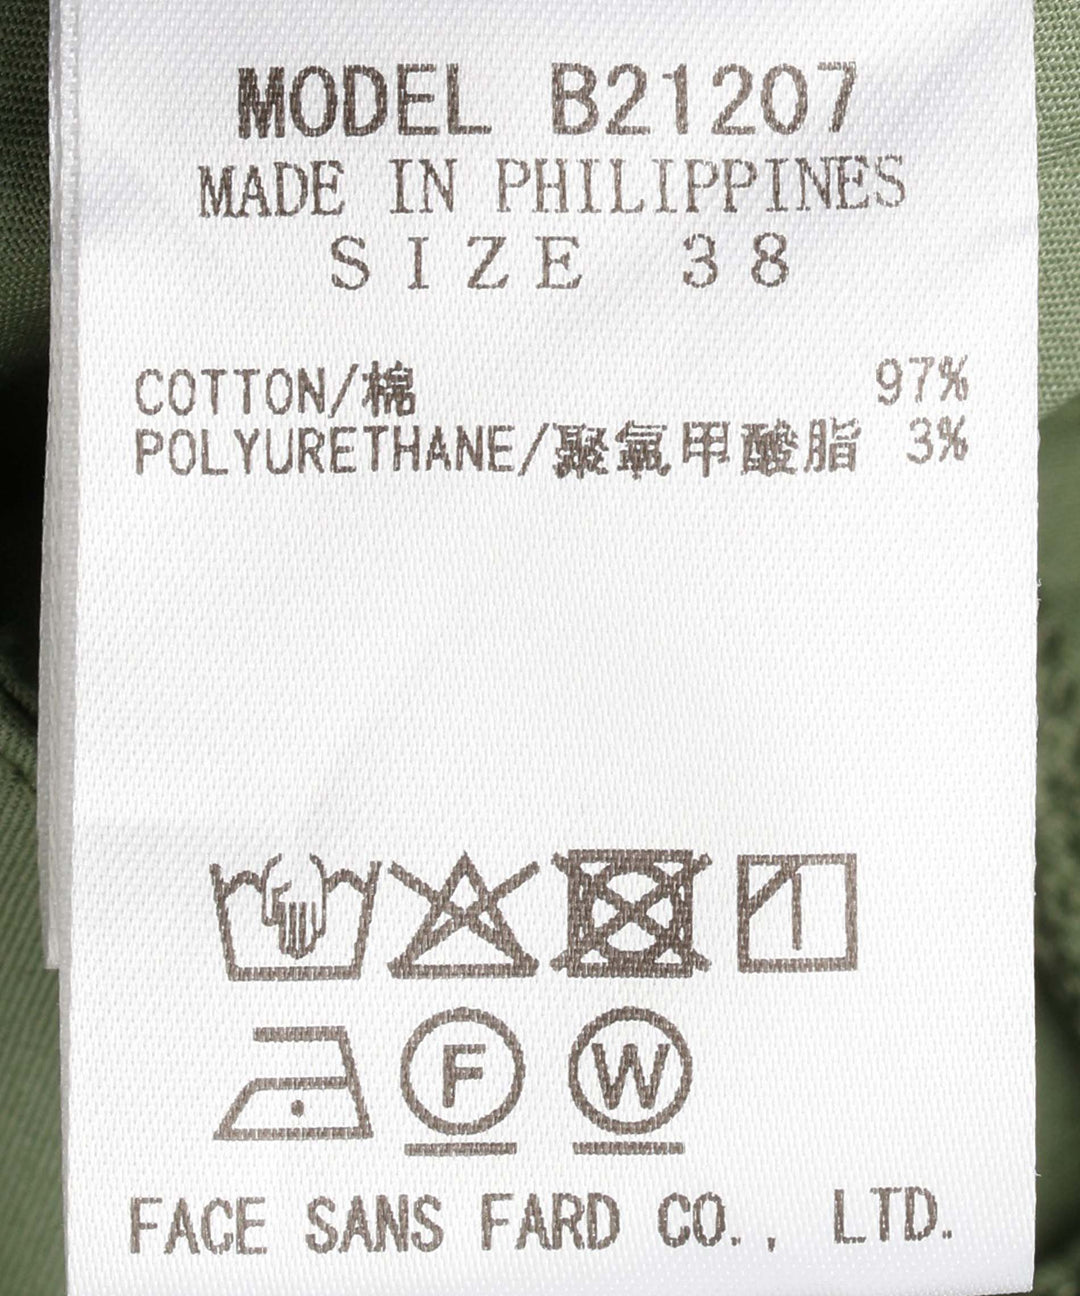 MODEL B21207
MADE IN PHILIPPINES
SIZE 38
COTTON/棉 97%
POLYURETHANE/聚氨甲酸脂 3%
F W
FACE SANS FARD CO., LTD.